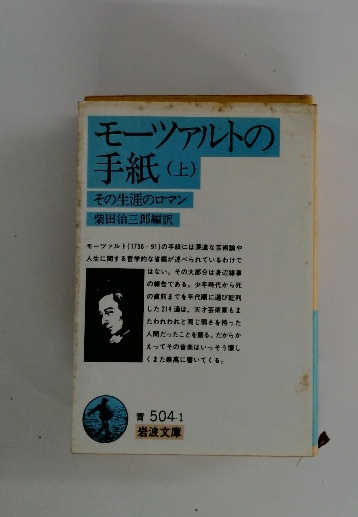 モーツァルトの
手紙(上)
その生涯のロマン
柴田治三郎編訳
モーツァルト(1756-91)の手紙には深遠な芸術論や
人生に関する哲学的な省察が述べられているわけで
はない。その大部分は身辺雑事
の報告である。少年時代から死
の直前までを年代順に選び配列
した214通は、天才芸術家もま
たわれわれと同じ弱さを持った
人間だったことを語る。だからか
えってその音楽はいっそう懐し
くまた崇高に響いてくる。
青 504-1
岩波文庫